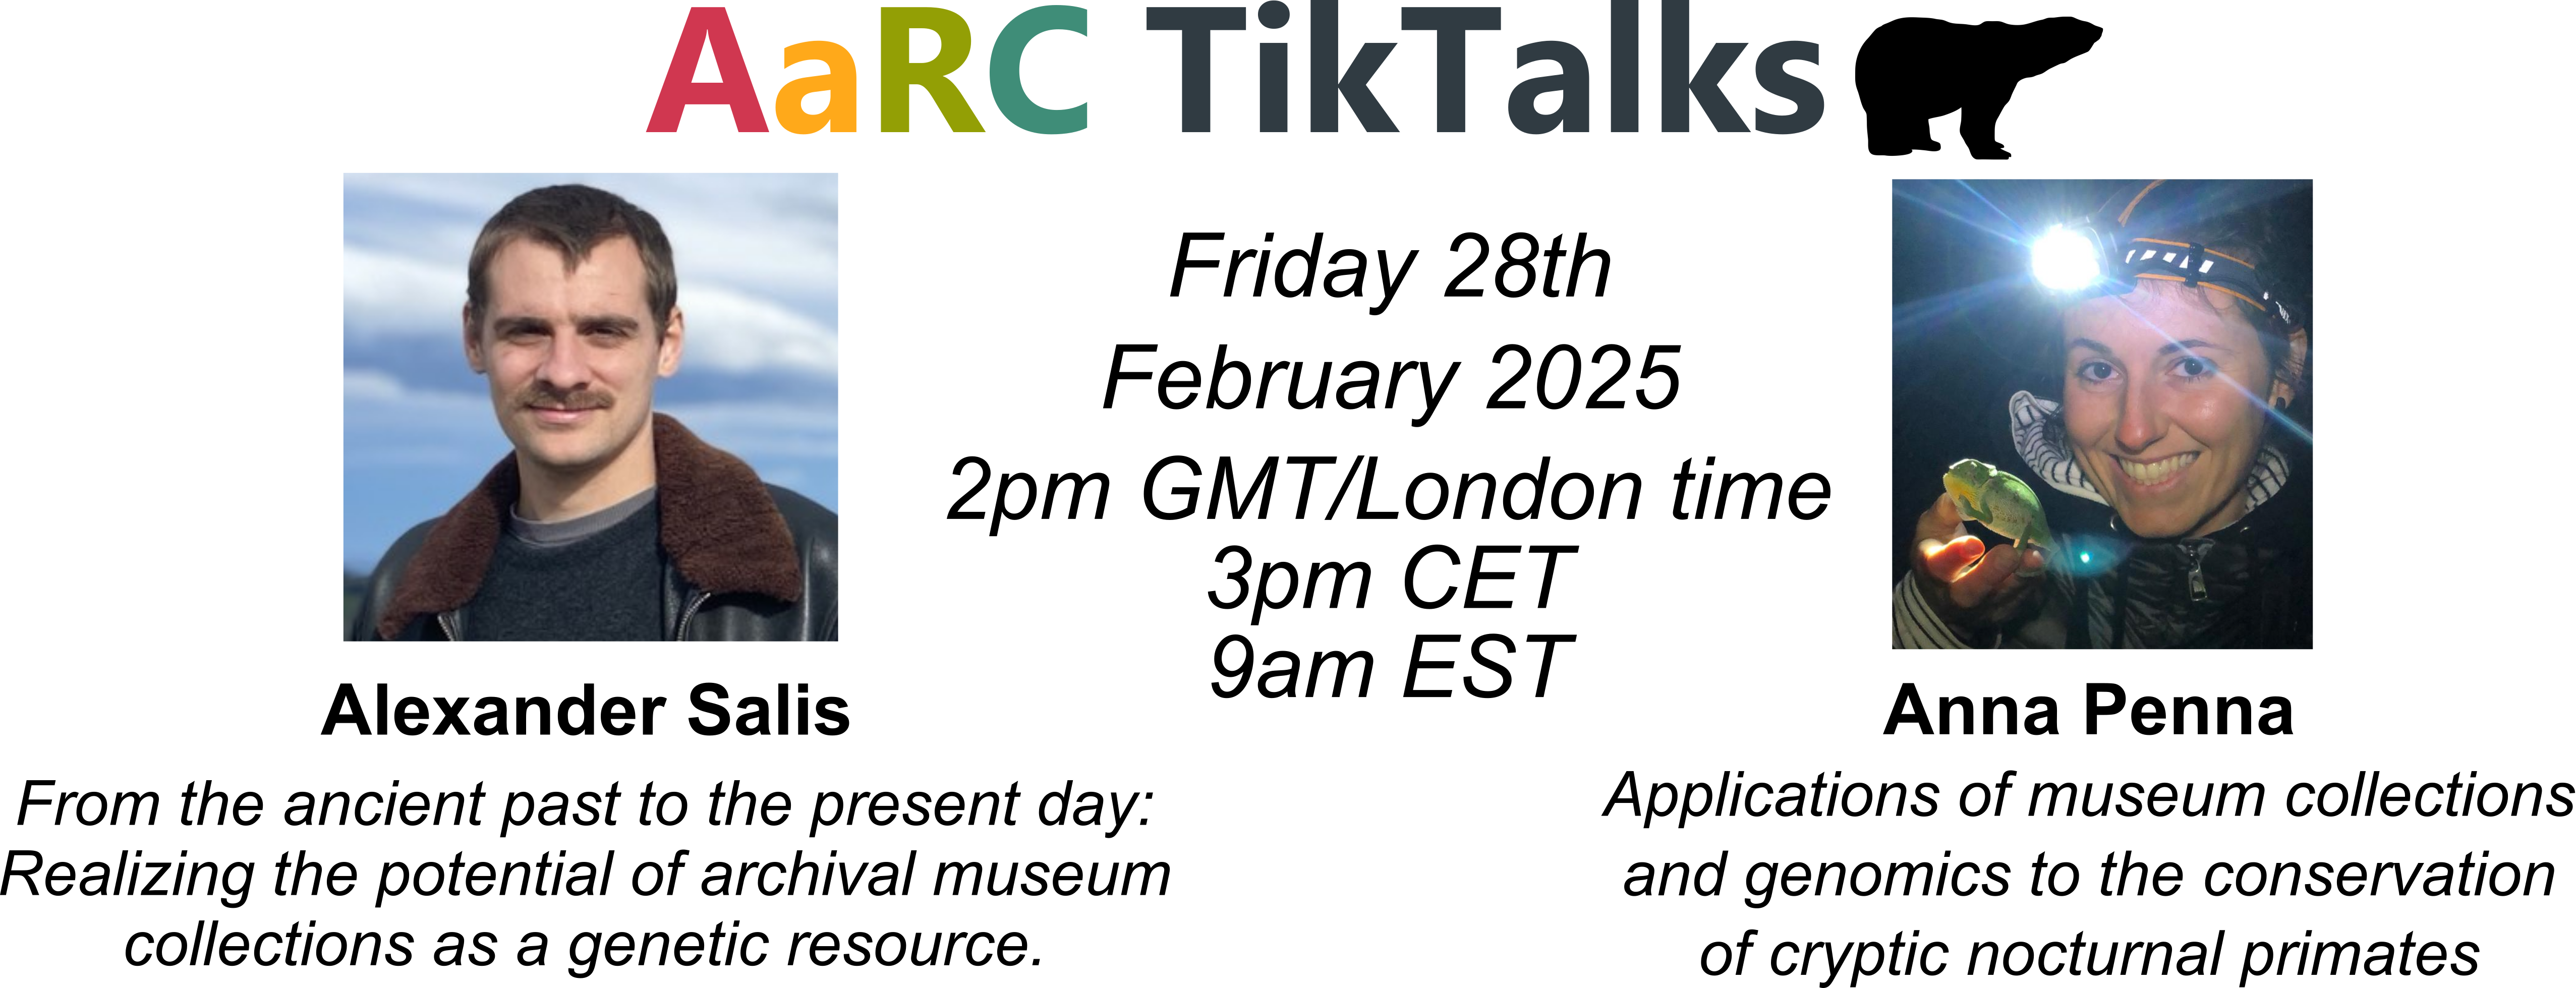 AaRC TikTalks
Friday 28th
February 2025
2pm GMT/London time
3pm CET
9am EST
Alexander Salis
From the ancient past to the present day:
Realizing the potential of archival museum
collections as a genetic resource.
Anna Penna
Applications of museum collections
and genomics to the conservation
of cryptic nocturnal primates